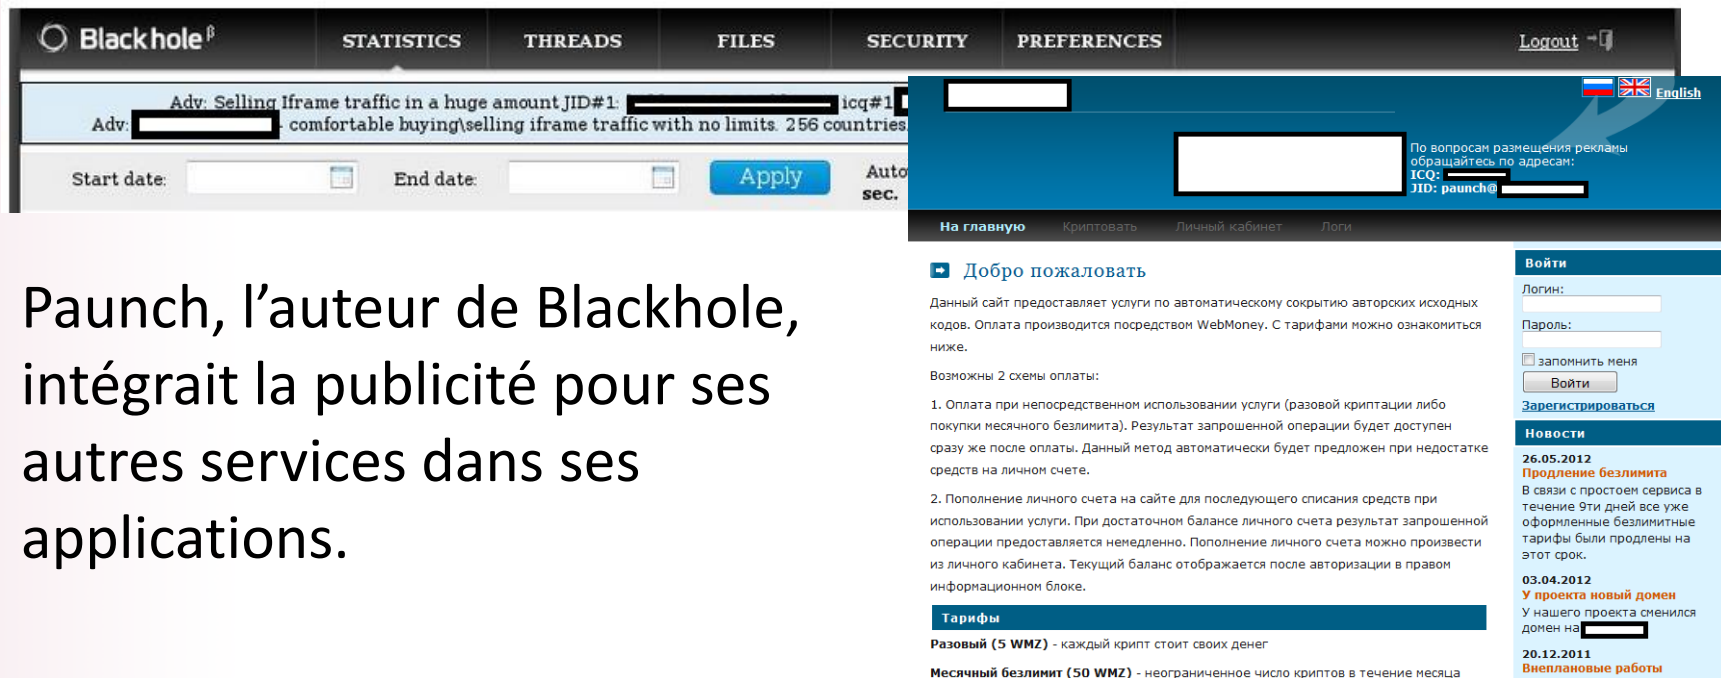 Blackhole β
STATISTICS THREADS FILES SECURITY PREFERENCES Logout
Adv: Selling Iframe traffic in a huge amount JID#1: icq#1
Adv: comfortable buying\selling iframe traffic with no limits. 256 countries.
Start date: End date: Apply Auto
sec.
Paunch, l’auteur de Blackhole,
intégrait la publicité pour ses
autres services dans ses
applications.
English
По вопросам размещения рекламы
обращайтесь по адресам:
ICQ:
JID: paunch@
На главную Криптовать Личный кабинет Логи
Добро пожаловать
Данный сайт предоставляет услуги по автоматическому сокрытию авторских исходных
кодов. Оплата производится посредством WebMoney. С тарифами можно ознакомиться
ниже.
Возможны 2 схемы оплаты:
1. Оплата при непосредственном использовании услуги (разовой криптации либо
покупки месячного безлимита). Результат запрошенной операции будет доступен
сразу же после оплаты. Данный метод автоматически будет предложен при недостатке
средств на личном счете.
2. Пополнение личного счета на сайте для последующего списания средств при
использовании услуги. При достаточном балансе личного счета результат запрошенной
операции предоставляется немедленно. Пополнение личного счета можно произвести
из личного кабинета. Текущий баланс отображается после авторизации в правом
информационном блоке.
Тарифы
Разовый (5 WMZ) - каждый крипт стоит своих денег
Месячный безлимит (50 WMZ) - неограниченное число криптов в течение месяца
Войти
Логин:
Пароль:
запомнить меня
Войти
Зарегистрироваться
Новости
26.05.2012
Продление безлимита
В связи с простоем сервиса в
течение 9ти дней все уже
оформленные безлимитные
тарифы были продлены на
этот срок.
03.04.2012
У проекта новый домен
У нашего проекта сменился
домен на
20.12.2011
Внеплановые работы